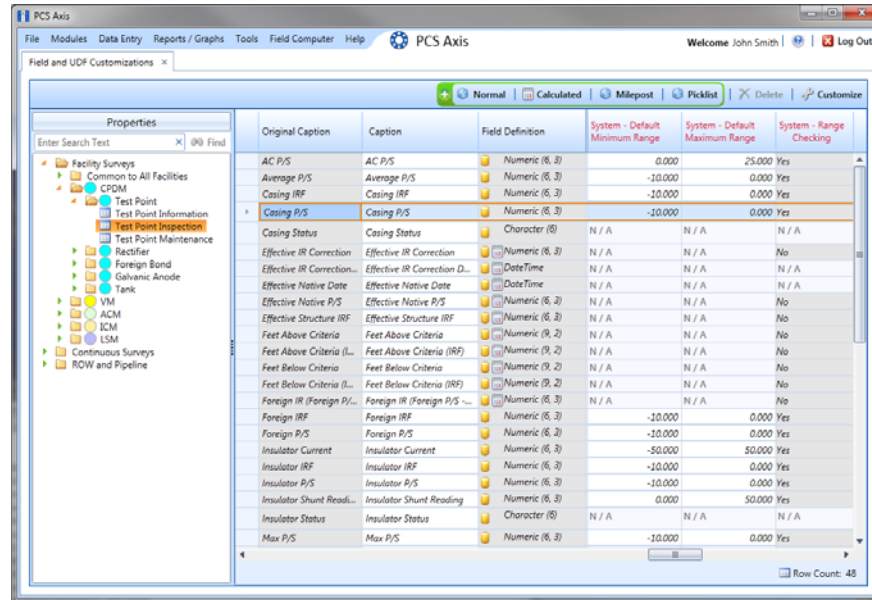 PCS Axis
File Modules Data Entry Reports / Graphs Tools Field Computer Help PCS Axis Welcome John Smith Log Out
Field and UDF Customizations ×
Normal Calculated Milepost Picklist Delete Customize
Properties
Enter Search Text × Find
Facility Surveys
Common to All Facilities
CPDM
Test Point
Test Point Information
Test Point Inspection
Test Point Maintenance
Rectifier
Foreign Bond
Galvanic Anode
Tank
VM
ACM
ICM
LSM
Continuous Surveys
ROW and Pipeline
Original Caption Caption Field Definition System - Default Minimum Range System - Default Maximum Range System - Range Checking
AC P/S AC P/S Numeric (6, 3) 0.000 25.000 Yes
Average P/S Average P/S Numeric (6, 3) -10.000 0.000 Yes
Casing IRF Casing IRF Numeric (6, 3) -10.000 0.000 Yes
Casing P/S Casing P/S Numeric (6, 3) -10.000 0.000 Yes
Casing Status Casing Status Character (6) N / A N / A N / A
Effective IR Correction Effective IR Correction Numeric (6, 3) N / A N / A No
Effective IR Correction... Effective IR Correction D... DateTime N / A N / A N / A
Effective Native Date Effective Native Date DateTime N / A N / A N / A
Effective Native P/S Effective Native P/S Numeric (6, 3) N / A N / A No
Effective Structure IRF Effective Structure IRF Numeric (6, 3) N / A N / A No
Feet Above Criteria Feet Above Criteria Numeric (9, 2) N / A N / A No
Feet Above Criteria (I... Feet Above Criteria (IRF) Numeric (9, 2) N / A N / A No
Feet Below Criteria Feet Below Criteria Numeric (9, 2) N / A N / A No
Feet Below Criteria (I... Feet Below Criteria (IRF) Numeric (9, 2) N / A N / A No
Foreign IR (Foreign P/... Foreign IR (Foreign P/S -... Numeric (6, 3) N / A N / A No
Foreign IRF Foreign IRF Numeric (6, 3) -10.000 0.000 Yes
Foreign P/S Foreign P/S Numeric (6, 3) -10.000 0.000 Yes
Insulator Current Insulator Current Numeric (6, 3) -50.000 50.000 Yes
Insulator IRF Insulator IRF Numeric (6, 3) -10.000 0.000 Yes
Insulator P/S Insulator P/S Numeric (6, 3) -10.000 0.000 Yes
Insulator Shunt Readi... Insulator Shunt Reading Numeric (6, 3) 0.000 50.000 Yes
Insulator Status Insulator Status Character (6) N / A N / A N / A
Max P/S Max P/S Numeric (6, 3) -10.000 0.000 Yes
Row Count: 48